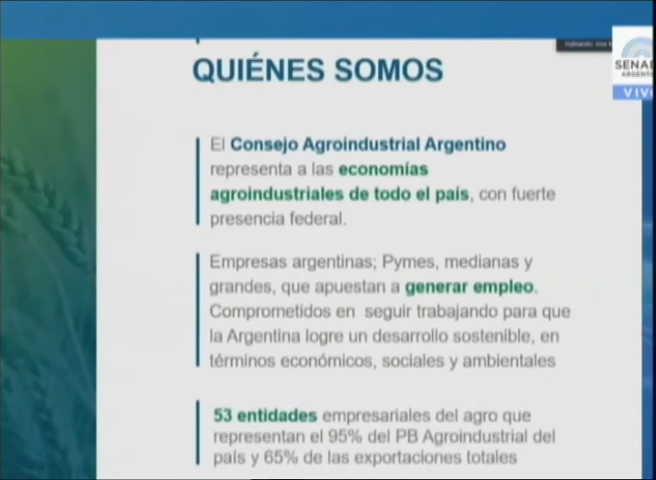 QUIÉNES SOMOS
SENAD
ARGENT
VIVO
El Consejo Agroindustrial Argentino
representa a las economías
agroindustriales de todo el país, con fuerte
presencia federal.
Empresas argentinas; Pymes, medianas y
grandes, que apuestan a generar empleo.
Comprometidos en seguir trabajando para que
la Argentina logre un desarrollo sostenible, en
términos económicos, sociales y ambientales
53 entidades empresariales del agro que
representan el 95% del PB Agroindustrial del
país y 65% de las exportaciones totales